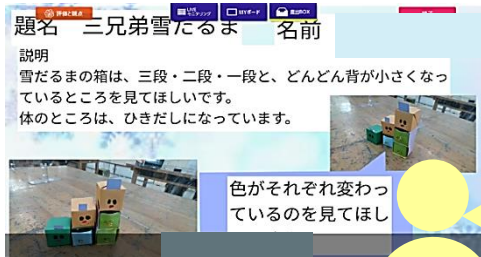 評価と観点
LIVE
モニタリング
MYボード
提出BOX
題名 三兄弟雪だるま 名前
説明
雪だるまの箱は、三段・二段・一段と、どんどん背が小さくなっ
ているところを見てほしいです。
体のところは、ひきだしになっています。
色がそれぞれ変わっ
ているのを見てほし